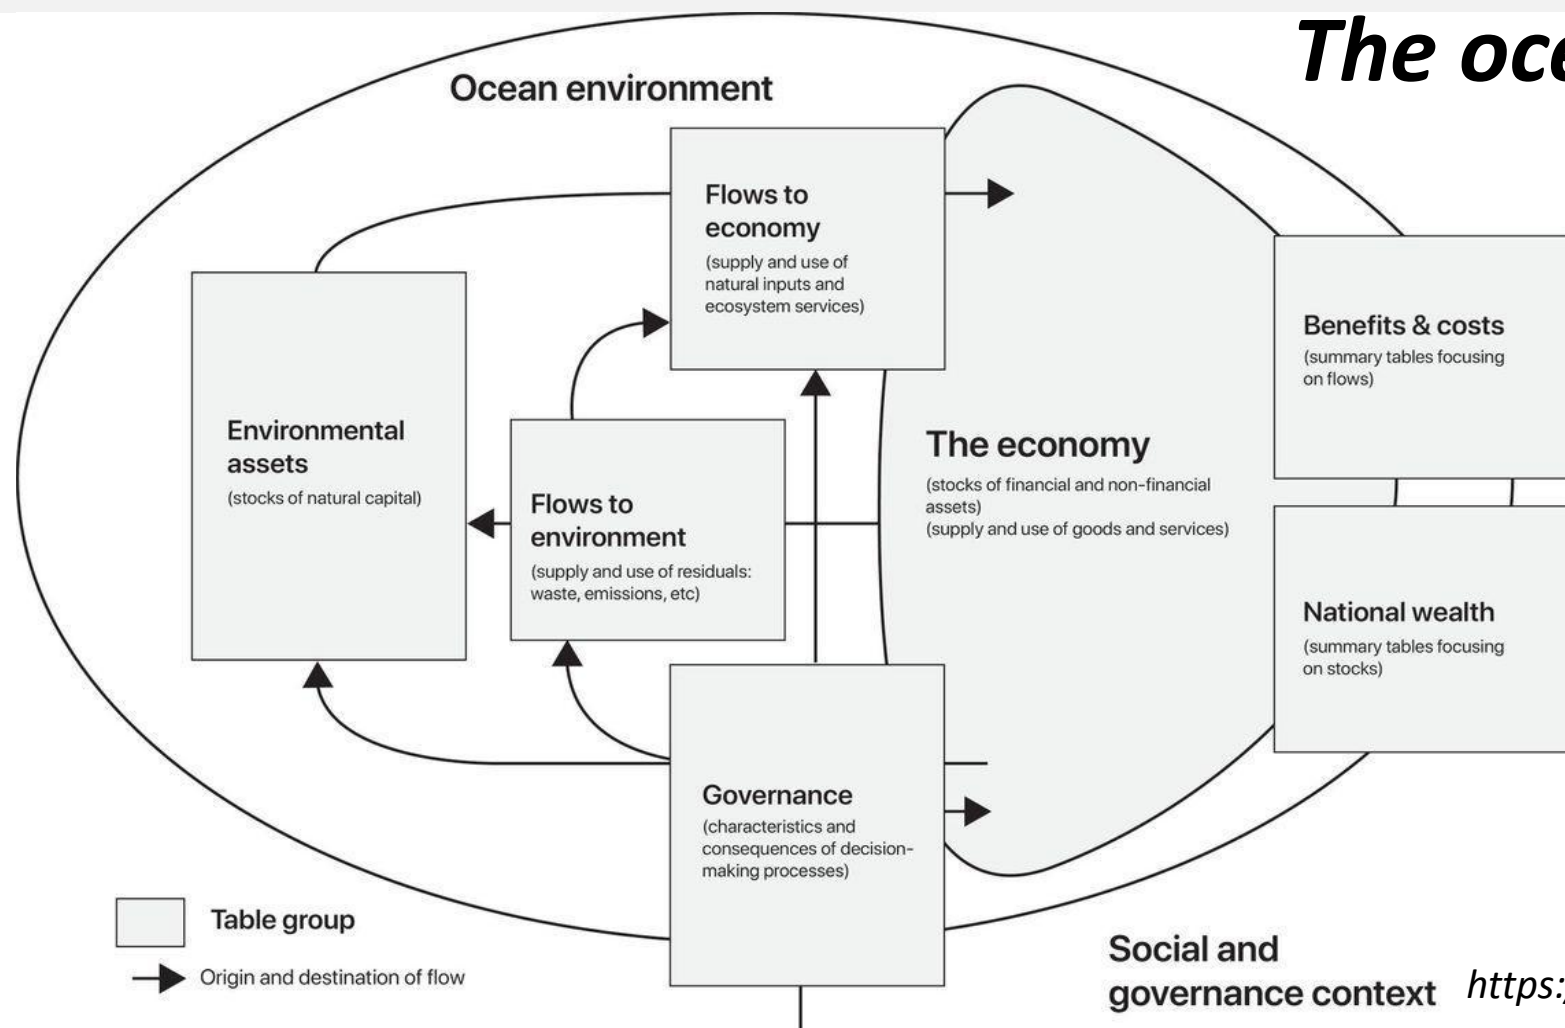 The oce
Ocean environment
Flows to
economy
(supply and use of
natural inputs and
ecosystem services)
Benefits & costs
(summary tables focusing
on flows)
Environmental
assets
(stocks of natural capital)
The economy
(stocks of financial and non-financial
assets)
(supply and use of goods and services)
Flows to
environment
(supply and use of residuals:
waste, emissions, etc)
National wealth
(summary tables focusing
on stocks)
Governance
(characteristics and
consequences of decision-
making processes)
Table group
Origin and destination of flow
Social and
governance context
https:/